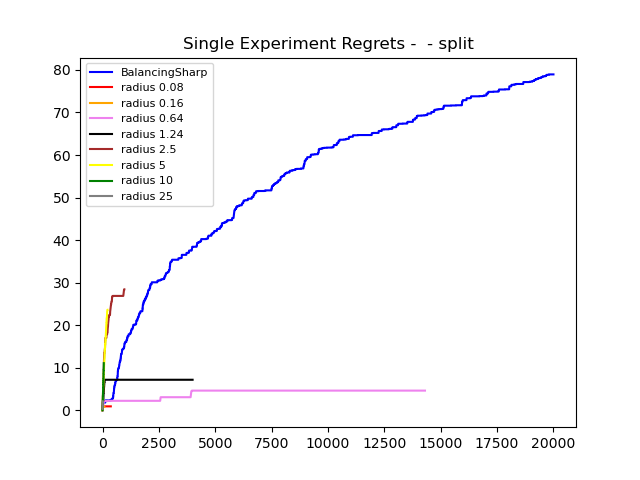 Single Experiment Regrets -  - split
80
70
60
50
40
30
20
10
0
BalancingSharp
radius 0.08
radius 0.16
radius 0.64
radius 1.24
radius 2.5
radius 5
radius 10
radius 25
0 2500 5000 7500 10000 12500 15000 17500 20000